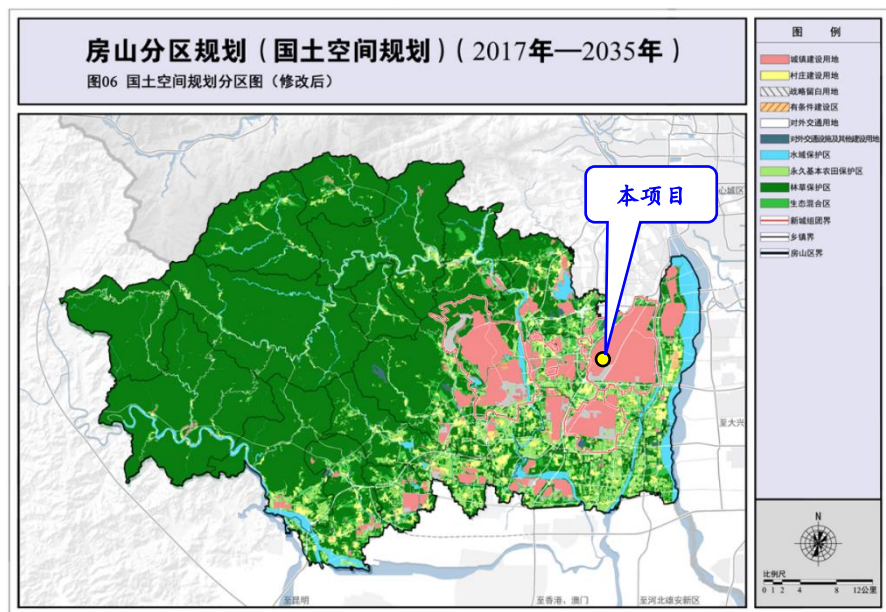 房山分区规划（国土空间规划）（2017年—2035年）
图06 国土空间规划分区图（修改后）
图 例
城镇建设用地
村庄建设用地
战略留白用地
有条件建设区
对外交通用地
对外交通设施及其他建设用地
水域保护区
永久基本农田保护区
林草保护区
生态混合区
新城组团界
乡镇界
房山区界
本项目
心城区
至大兴
至昆明
至香港、澳门
至河北雄安新区
N
比例尺
0 1 2 4 8 12公里